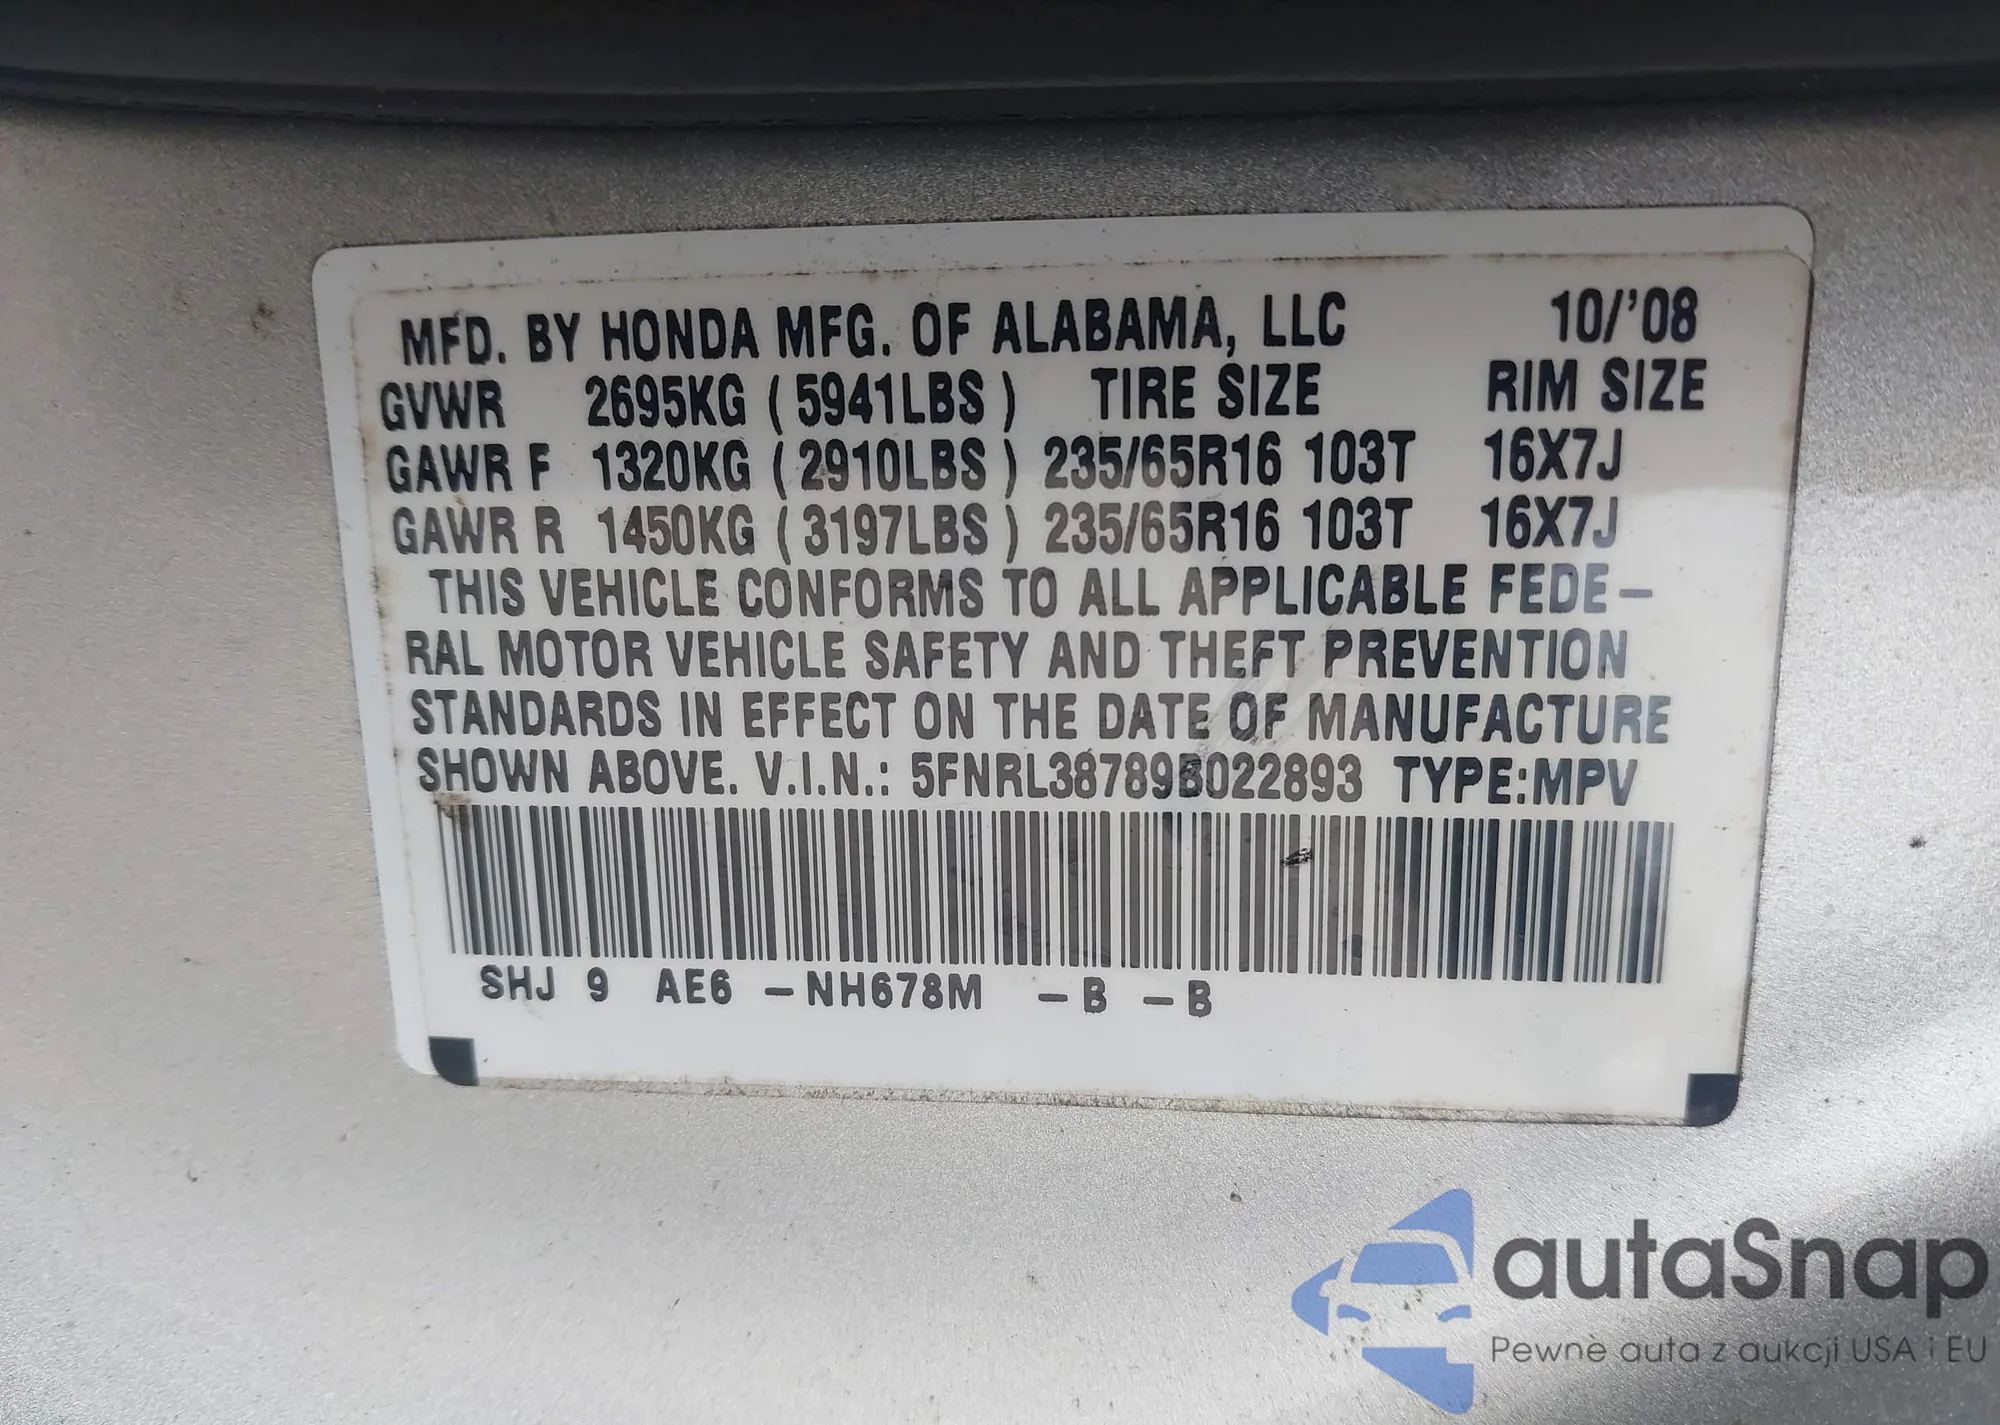 MFD. BY HONDA MFG. OF ALABAMA, LLC 10/'08
GVWR 2695KG ( 5941LBS ) TIRE SIZE RIM SIZE
GAWR F 1320KG ( 2910LBS ) 235/65R16 103T 16X7J
GAWR R 1450KG ( 3197LBS ) 235/65R16 103T 16X7J
THIS VEHICLE CONFORMS TO ALL APPLICABLE FEDE-
RAL MOTOR VEHICLE SAFETY AND THEFT PREVENTION
STANDARDS IN EFFECT ON THE DATE OF MANUFACTURE
SHOWN ABOVE. V.I.N.: 5FNRL38789B022893 TYPE:MPV
SHJ 9 AE6 -NH678M -B -B
autaSnap
Pewne auta z aukcji USA i EU